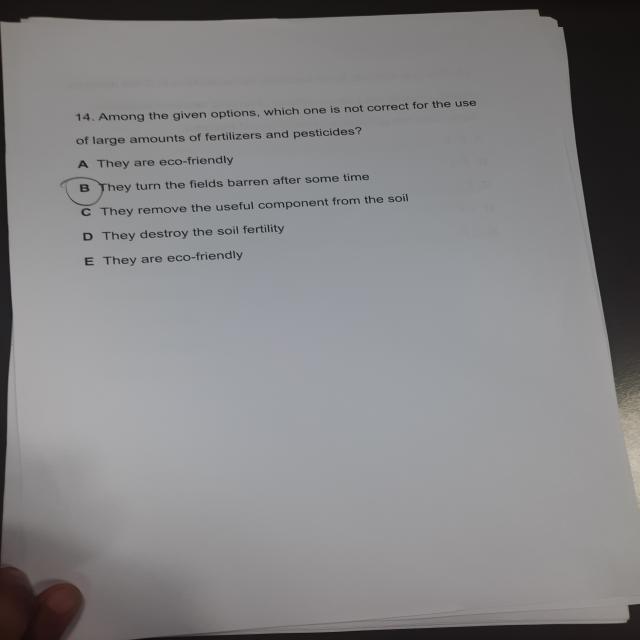 14. Among the given options, which one is not correct for the use
of large amounts of fertilizers and pesticides?
A They are eco-friendly
B They turn the fields barren after some time
C They remove the useful component from the soil
D They destroy the soil fertility
E They are eco-friendly